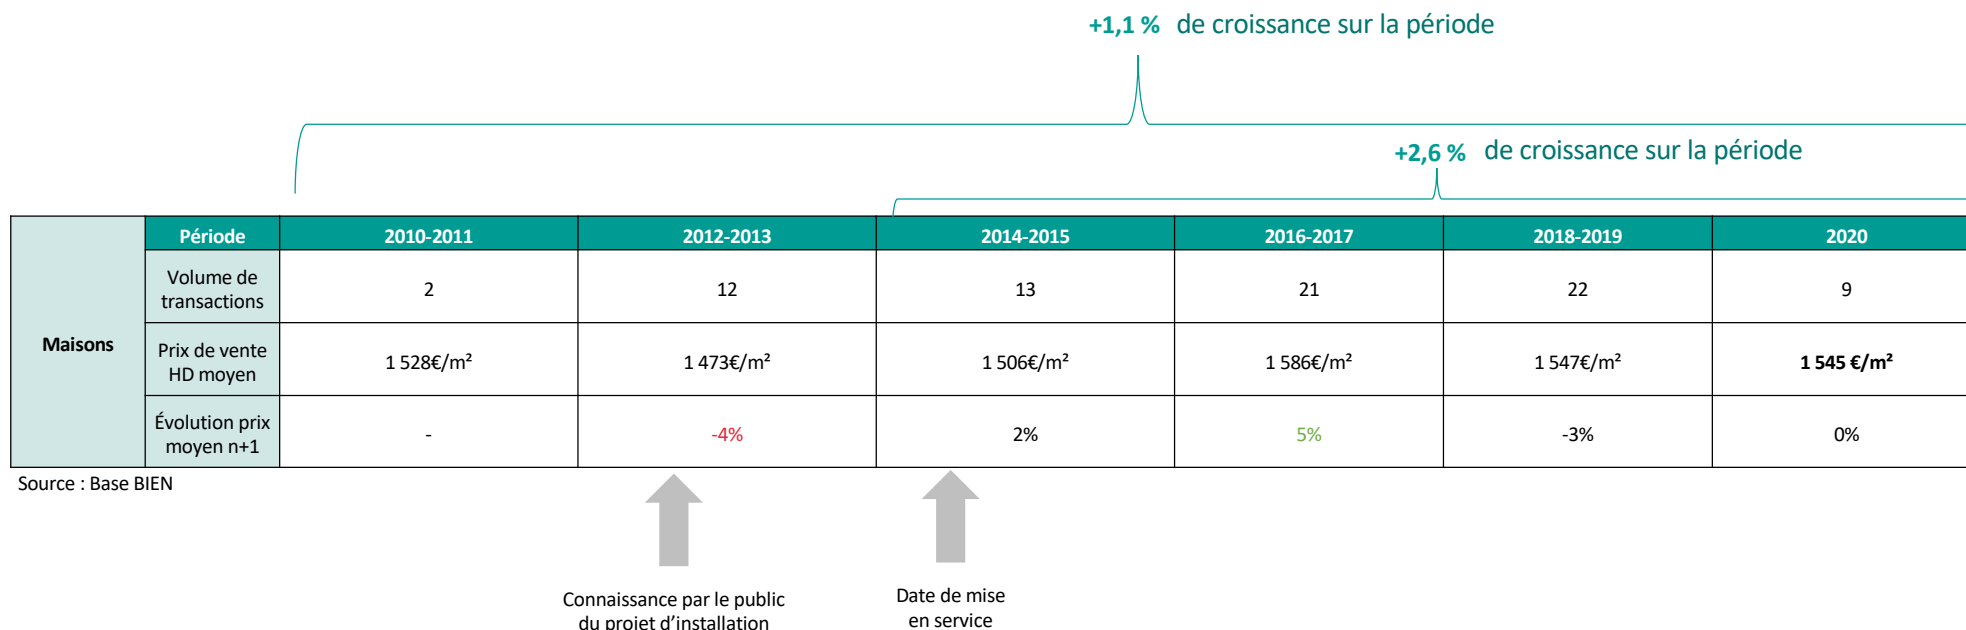 +1,1 % de croissance sur la période
+2,6 % de croissance sur la période
Période 2010-2011 2012-2013 2014-2015 2016-2017 2018-2019 2020
Maisons
Volume de
transactions
2 12 13 21 22 9
Prix de vente
HD moyen
1 528€/m² 1 473€/m² 1 506€/m² 1 586€/m² 1 547€/m² 1 545 €/m²
Évolution prix
moyen n+1
- -4% 2% 5% -3% 0%
Source : Base BIEN
Connaissance par le public
du projet d’installation
Date de mise
en service